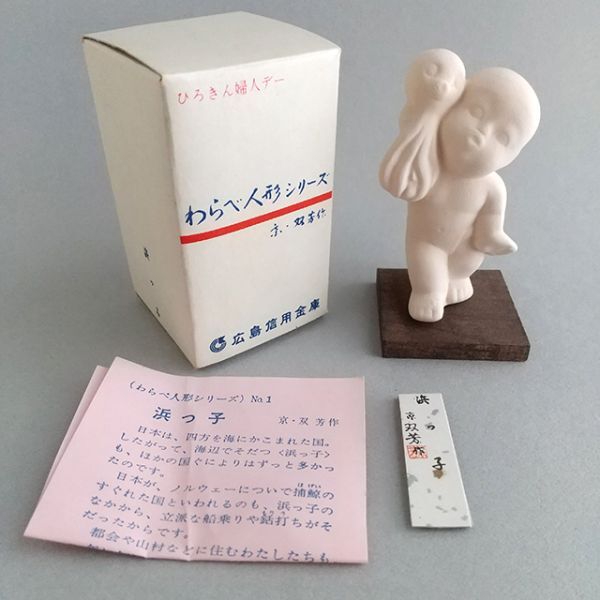 ひろきん婦人デー
わらべ人形シリーズ
京・双芳作
広島信用金庫
浜っ子
(わらべ人形シリーズ) No.1
浜っ子 京・双芳作
日本は、四方を海にかこまれた国。
したがって、海辺でそだつ〈浜っ子〉
も、ほかの国ぐによりはずっと多かっ
たのです。
日本が、ノルウェーについで捕鯨の
すぐれた国といわれるのも、浜っ子の
なかから、立派な船乗りや銛打ちがそ
だったからです。
都会や山村などに住むわたしたちも
浜っ子
京双芳作